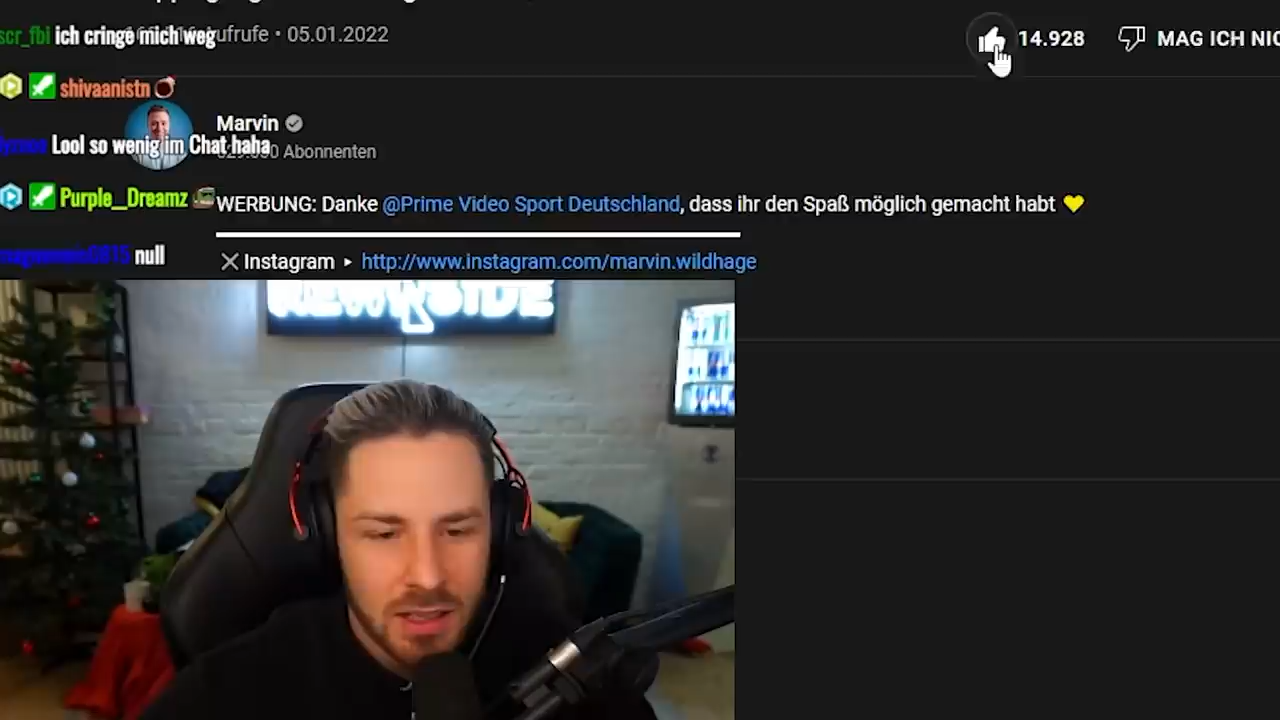 scr_fbi ich cringe mich weg
ufrufe • 05.01.2022
14.928
MAG ICH NIC
shivaanistn
Marvin
Lool so wenig im Chat haha
Abonnenten
Purple__Dreamz
WERBUNG: Danke @Prime Video Sport Deutschland, dass ihr den Spaß möglich gemacht habt
null
Instagram ▸ http://www.instagram.com/marvin.wildhage